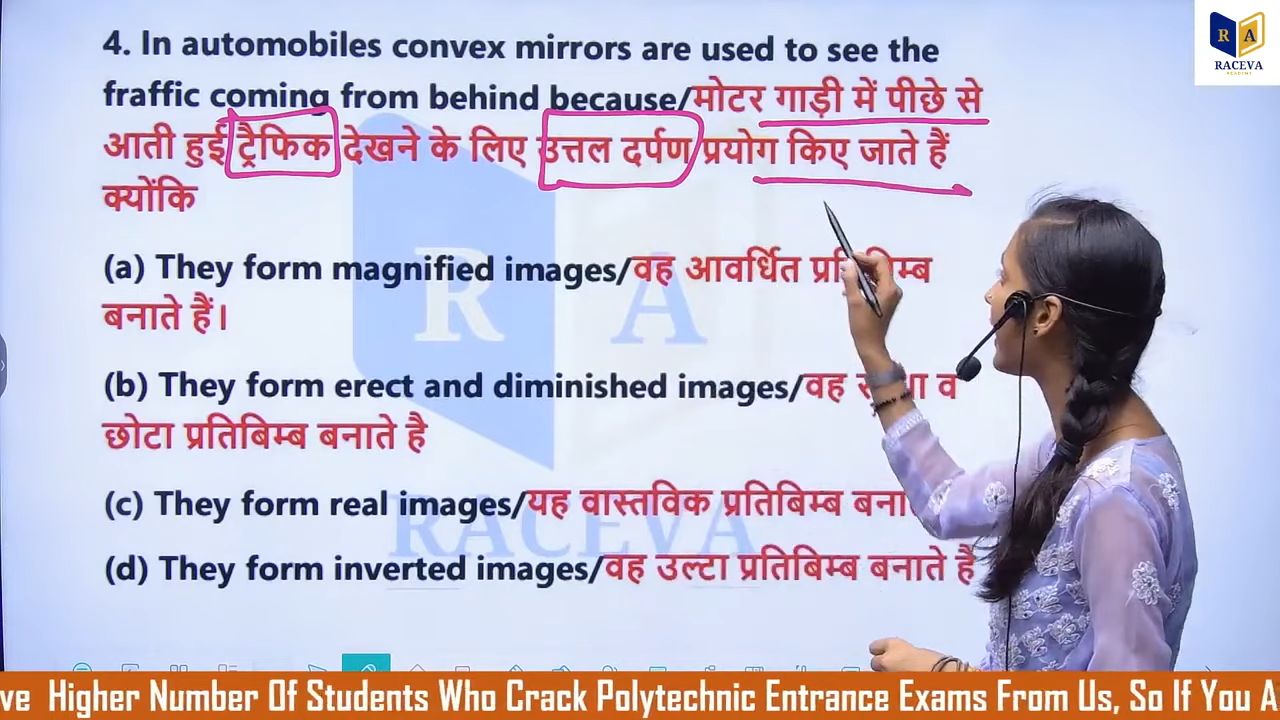 4. In automobiles convex mirrors are used to see the
fraffic coming from behind because/मोटर गाड़ी में पीछे से
आती हुई ट्रैफिक देखने के लिए उत्तल दर्पण प्रयोग किए जाते हैं
क्योंकि
(a) They form magnified images/वह आवर्धित
बनाते हैं।
(b) They form erect and diminished images/वह व
छोटा प्रतिबिम्ब बनाते है
(c) They form real images/यह वास्तविक प्रतिबिम्ब
(d) They form inverted images/वह उल्टा प्रतिबिम्ब बनाते है
R A
RACEVA
R A
RACEVA
ACADEMY
ve Higher Number Of Students Who Crack Polytechnic Entrance Exams From Us, So If You A